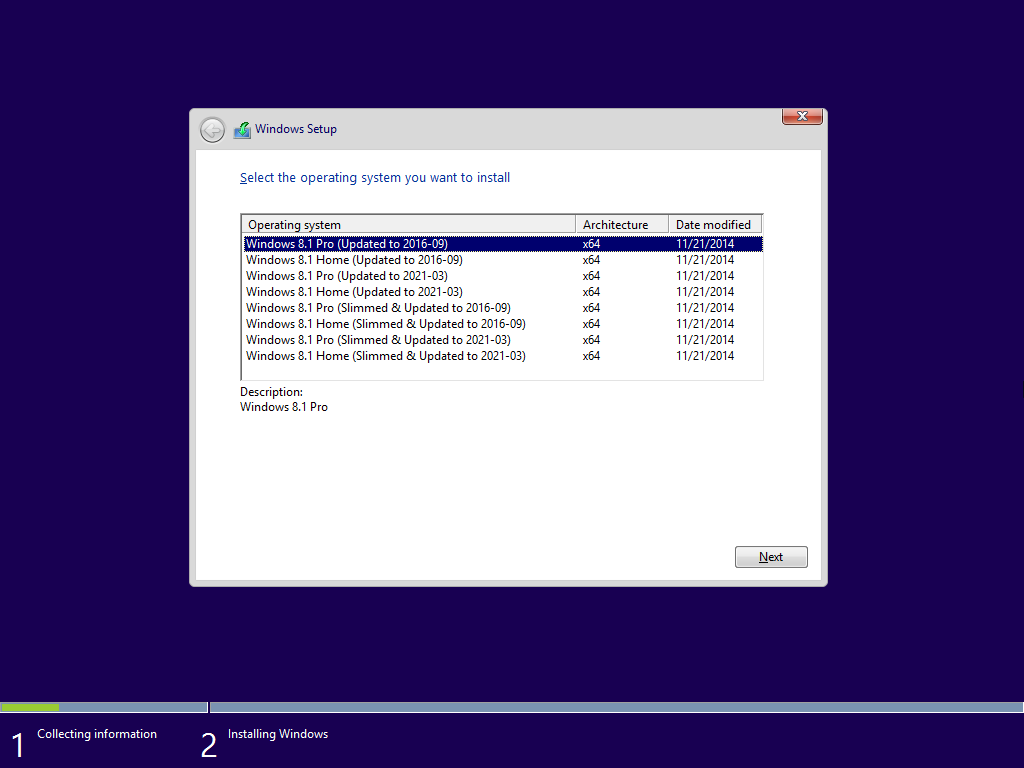 Windows Setup
Select the operating system you want to install
Operating system Architecture Date modified
Windows 8.1 Pro (Updated to 2016-09) x64 11/21/2014
Windows 8.1 Home (Updated to 2016-09) x64 11/21/2014
Windows 8.1 Pro (Updated to 2021-03) x64 11/21/2014
Windows 8.1 Home (Updated to 2021-03) x64 11/21/2014
Windows 8.1 Pro (Slimmed & Updated to 2016-09) x64 11/21/2014
Windows 8.1 Home (Slimmed & Updated to 2016-09) x64 11/21/2014
Windows 8.1 Pro (Slimmed & Updated to 2021-03) x64 11/21/2014
Windows 8.1 Home (Slimmed & Updated to 2021-03) x64 11/21/2014
Description:
Windows 8.1 Pro
Next
1 Collecting information 2 Installing Windows